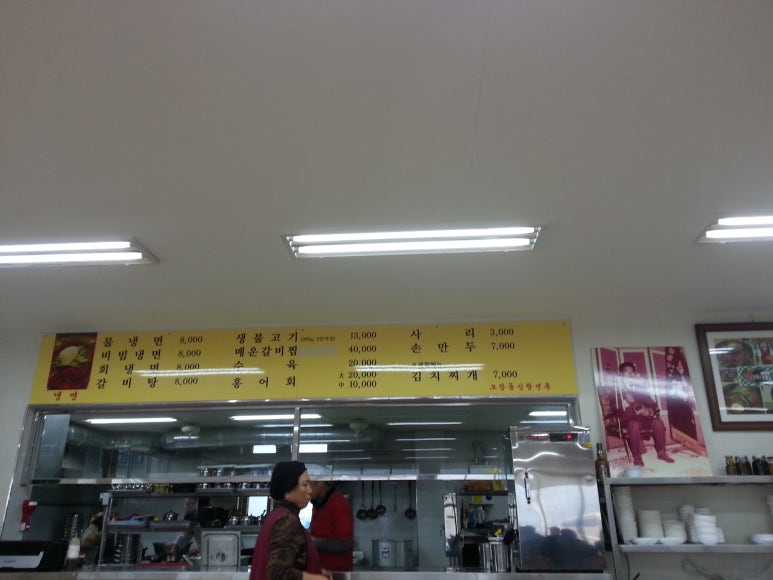 물 냉 면 8,000
비 빔 냉 면 8,000
회 냉 면 8,000
갈 비 탕 8,000
생 불 고 기 13,000
매 운 갈 비 찜 40,000
수 육 20,000
大 20,000
홍 어 회 中 10,000
사 리 3,000
손 만 두 7,000
김 치 찌 개 7,000
냉 면